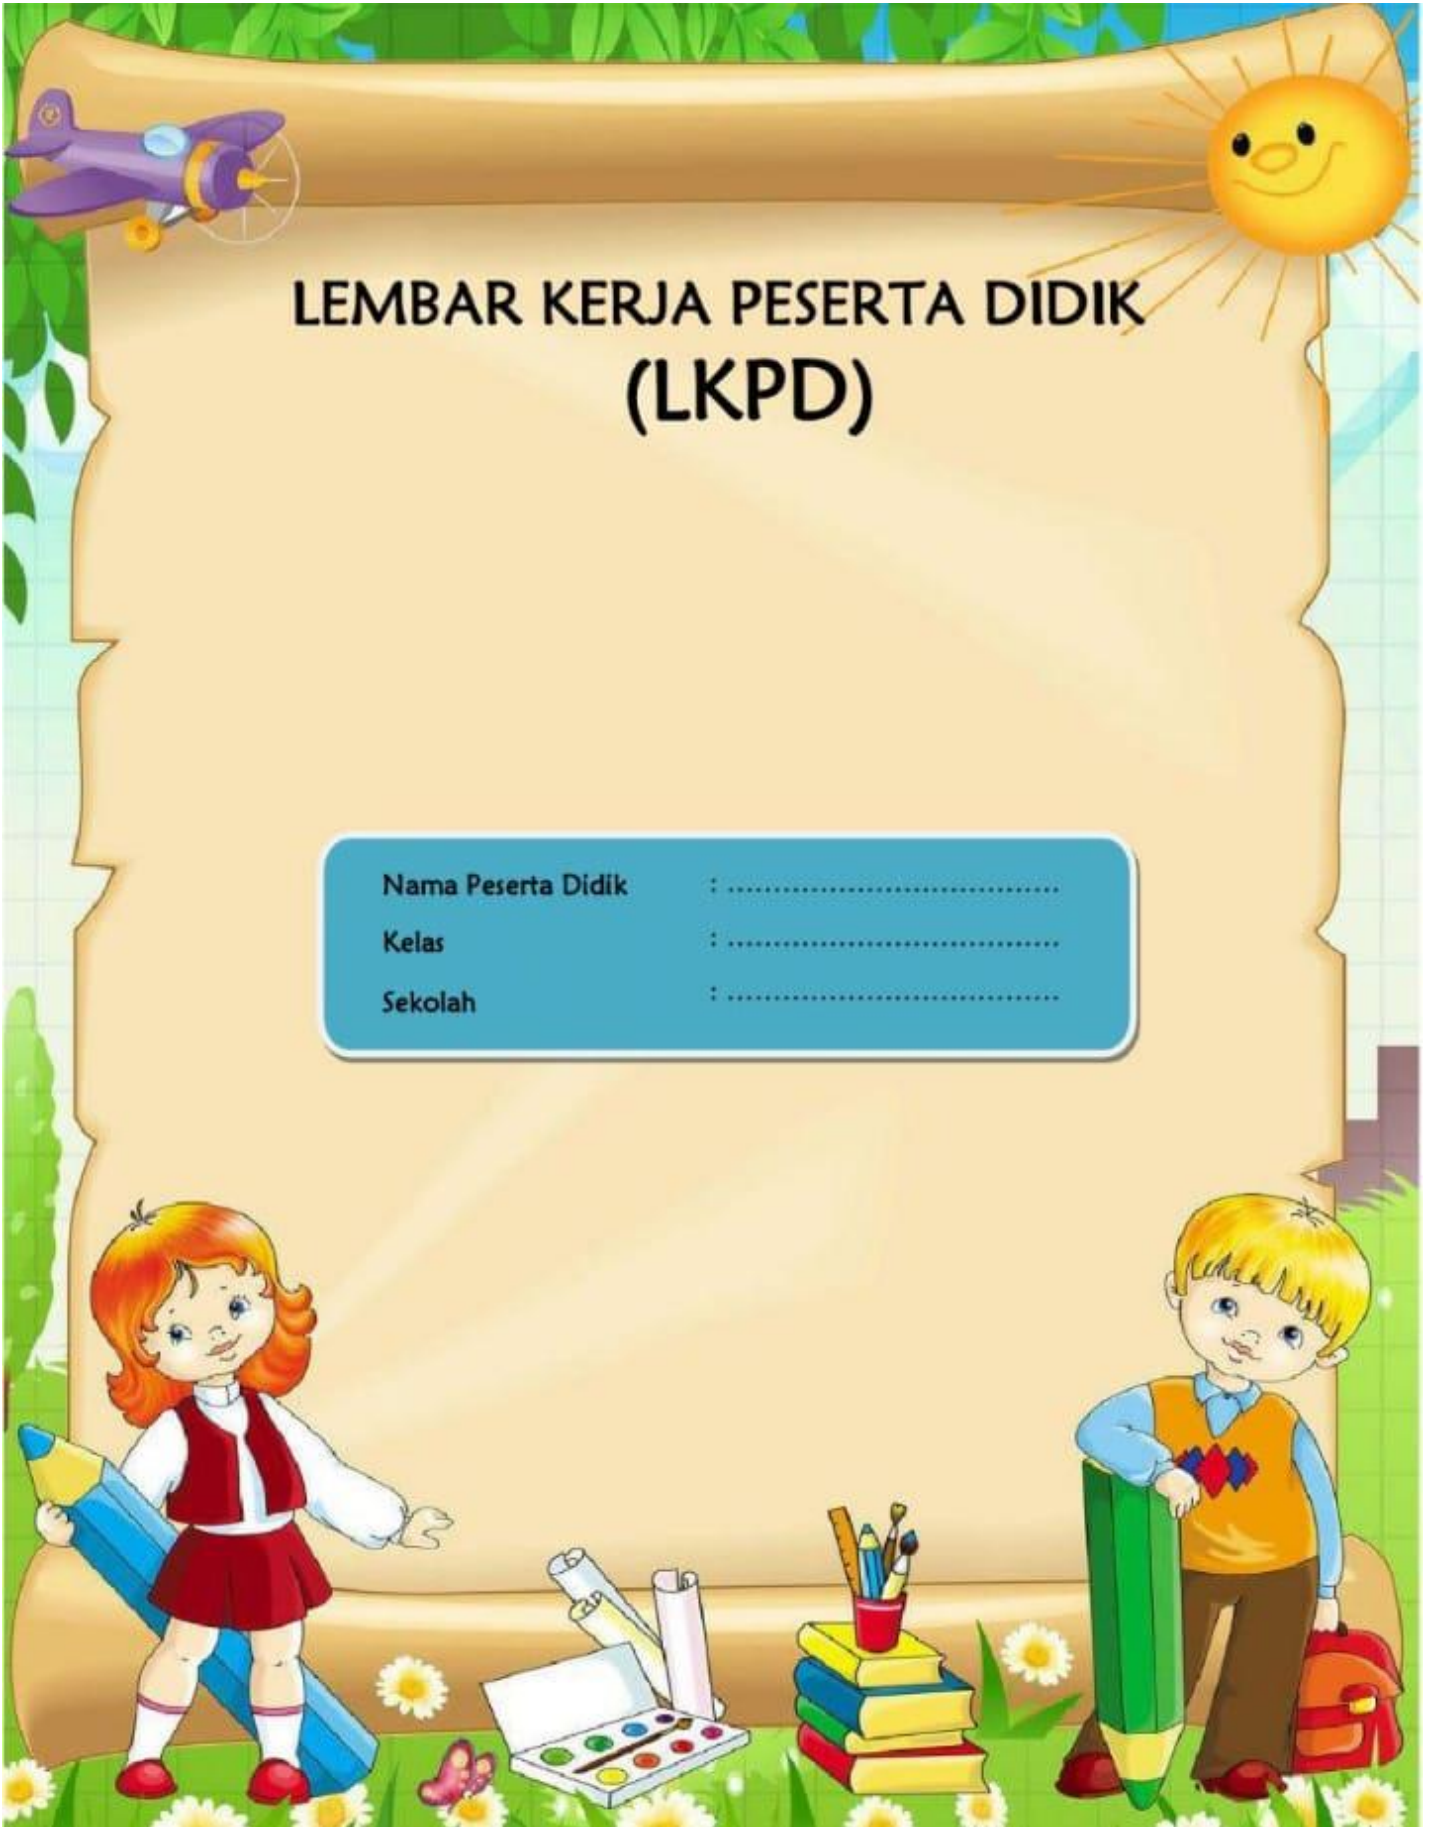 LEMBAR KERJA PESERTA DIDIK
(LKPD)
Nama Peserta Didik : ....................................
Kelas : ....................................
Sekolah : ....................................